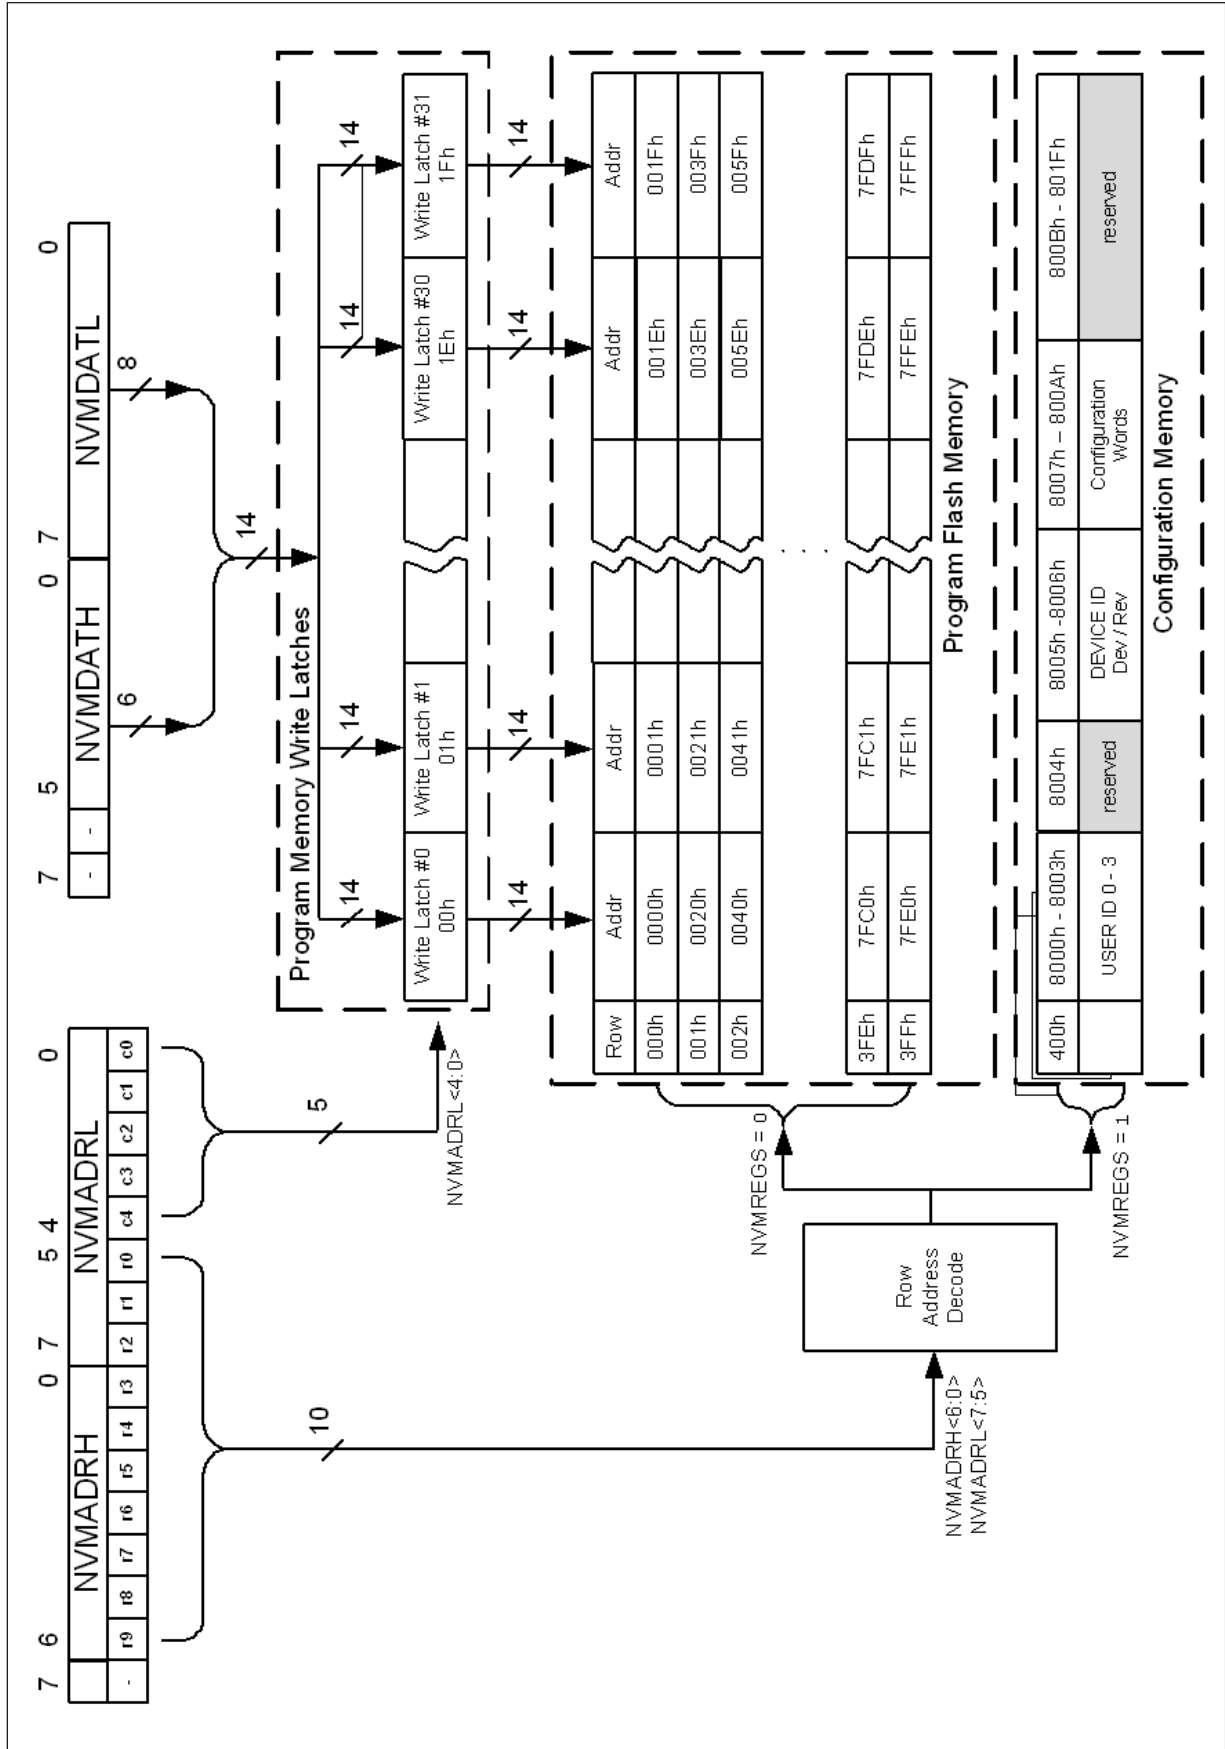 7 6 0 7 5 4 0
NVMADRH NVMADRL
- r9 r8 r7 r6 r5 r4 r3 r2 r1 r0 c4 c3 c2 c1 c0
7 5 0 7 0
- - NVMDATH NVMDATL
6 8
14
10
5
NVMADRL<4:0>
Program Memory Write Latches
14 14 14 14
Write Latch #0
00h
Write Latch #1
01h
Write Latch #30
1Eh
Write Latch #31
1Fh
14 14 14 14
Row Addr Addr Addr Addr
000h 0000h 0001h 001Eh 001Fh
001h 0020h 0021h 003Eh 003Fh
002h 0040h 0041h 005Eh 005Fh
3FEh 7FC0h 7FC1h 7FDEh 7FDFh
3FFh 7FE0h 7FE1h 7FFEh 7FFFh
Program Flash Memory
NVMREGS = 0
Row
Address
Decode
NVMADRH<6:0>
NVMADRL<7:5>
NVMREGS = 1
400h 8000h - 8003h 8004h 8005h -8006h 8007h – 800Ah 800Bh - 801Fh
USER ID 0 - 3
reserved
DEVICE ID
Dev / Rev
Configuration
Words
reserved
Configuration Memory